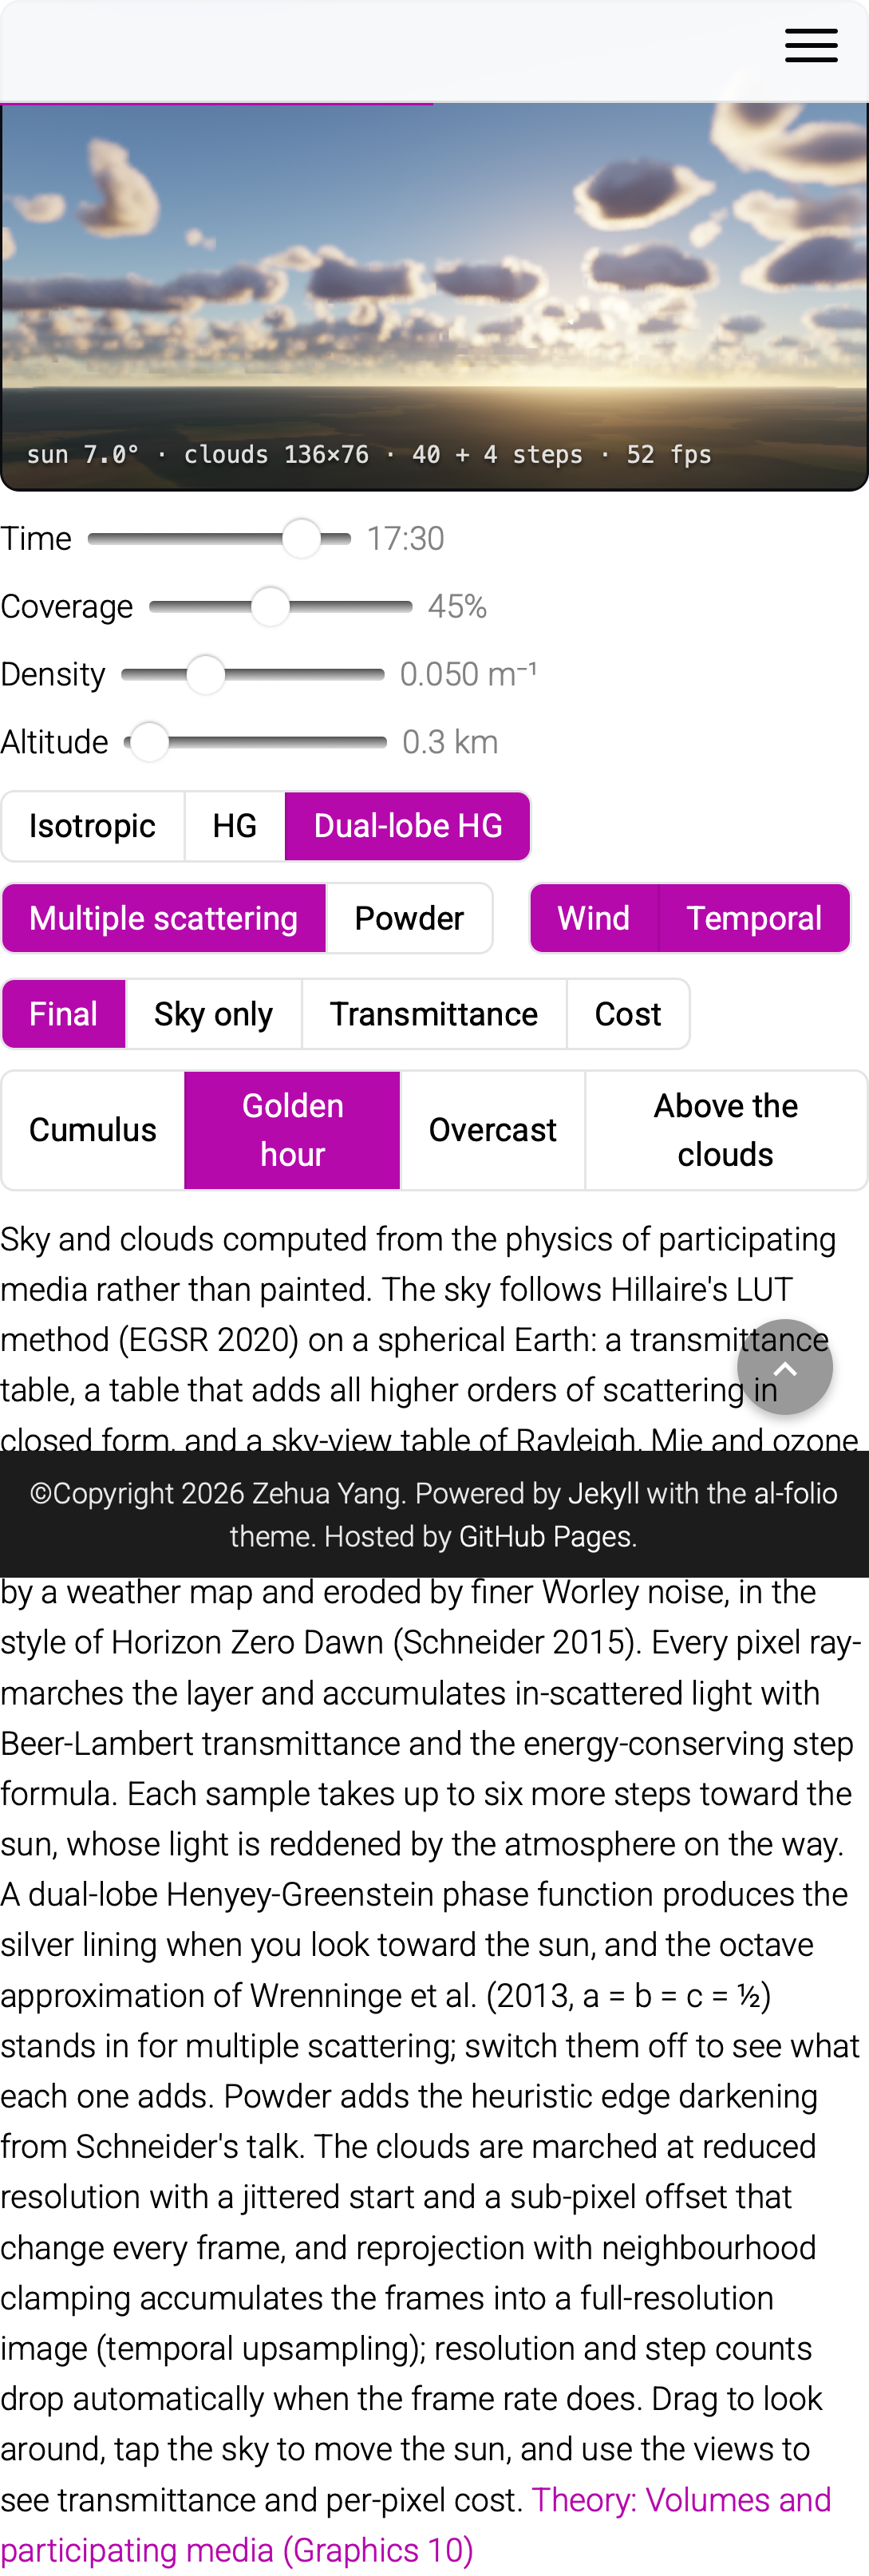 sun 7.0° · clouds 136×76 · 40 + 4 steps · 52 fps
Time 17:30
Coverage 45%
Density 0.050 m⁻¹
Altitude 0.3 km
Isotropic HG Dual-lobe HG
Multiple scattering Powder Wind Temporal
Final Sky only Transmittance Cost
Cumulus Golden hour Overcast Above the clouds
Sky and clouds computed from the physics of participating
media rather than painted. The sky follows Hillaire's LUT
method (EGSR 2020) on a spherical Earth: a transmittance
table, a table that adds all higher orders of scattering in
closed form, and a sky-view table of Rayleigh, Mie and ozone
©Copyright 2026 Zehua Yang. Powered by Jekyll with the al-folio
theme. Hosted by GitHub Pages.
by a weather map and eroded by finer Worley noise, in the
style of Horizon Zero Dawn (Schneider 2015). Every pixel ray-
marches the layer and accumulates in-scattered light with
Beer-Lambert transmittance and the energy-conserving step
formula. Each sample takes up to six more steps toward the
sun, whose light is reddened by the atmosphere on the way.
A dual-lobe Henyey-Greenstein phase function produces the
silver lining when you look toward the sun, and the octave
approximation of Wrenninge et al. (2013, a = b = c = ½)
stands in for multiple scattering; switch them off to see what
each one adds. Powder adds the heuristic edge darkening
from Schneider's talk. The clouds are marched at reduced
resolution with a jittered start and a sub-pixel offset that
change every frame, and reprojection with neighbourhood
clamping accumulates the frames into a full-resolution
image (temporal upsampling); resolution and step counts
drop automatically when the frame rate does. Drag to look
around, tap the sky to move the sun, and use the views to
see transmittance and per-pixel cost. Theory: Volumes and
participating media (Graphics 10)